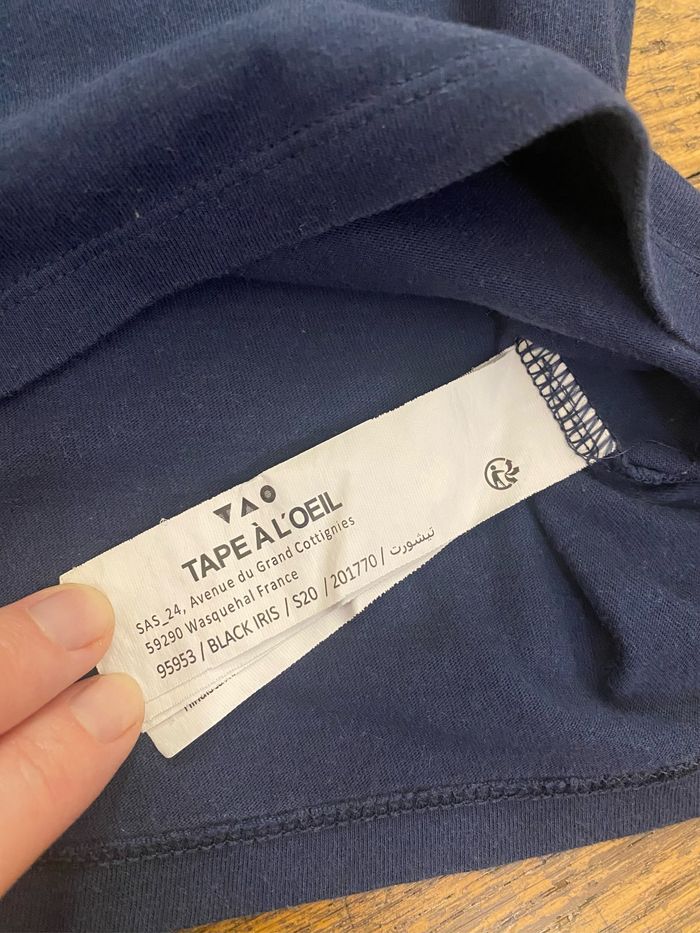 TAPE À L'OEIL
SAS_24, Avenue du Grand Cottignies
59290 Wasquehal France
95953 / BLACK IRIS / S20 / 201770 / تيشورت